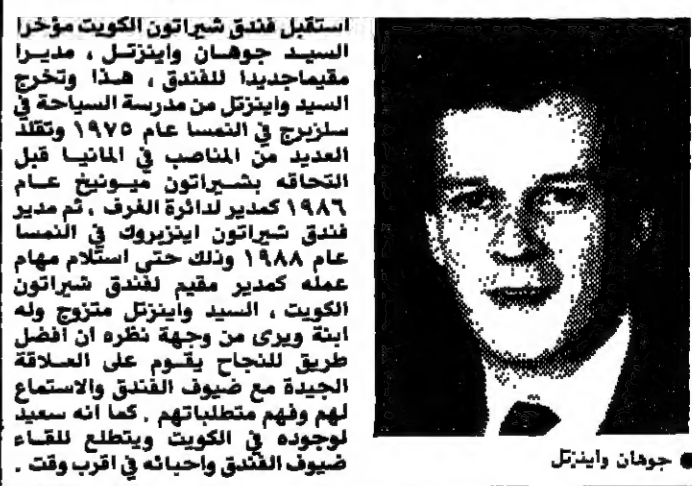 استقبل فندق شيراتون الكويت مؤخرا
السيد جوهان واينزتل ، مديرا
مقيماجديدا للفندق ، هذا وتخرج
السيد واينزتل من مدرسة السياحة في
سلزبرج في النمسا عام ١٩٧٥ وتقلد
العديد من المناصب في المانيا قبل
التحاقه بشيراتون ميونيخ عام
١٩٨٦ كمدير لدائرة الغرف ، ثم مدير
فندق شيراتون اينزبروك في النمسا
عام ١٩٨٨ وذلك حتى استلام مهام
عمله كمدير مقيم لفندق شيراتون
الكويت ، السيد واينزتل متزوج وله
ابنة ويرى من وجهة نظره ان افضل
طريق للنجاح يقوم على العلاقة
الجيدة مع ضيوف الفندق والاستماع
لهم وفهم متطلباتهم . كما انه سعيد
لوجوده في الكويت ويتطلع للقاء
ضيوف الفندق واحبائه في اقرب وقت .
● جوهان واينزتل